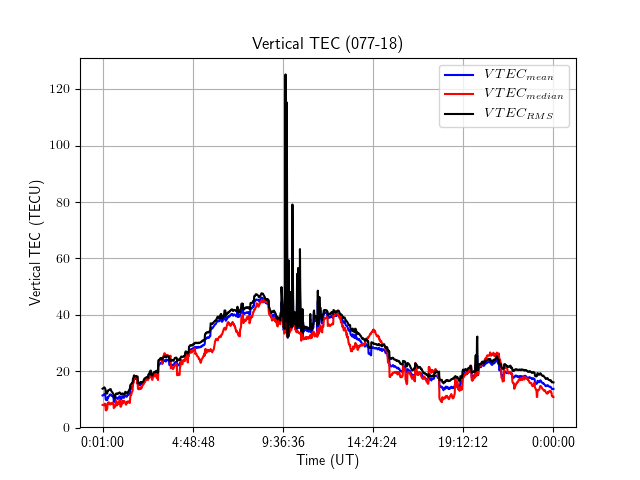 Vertical TEC (077-18)
VTEC_mean
VTEC_median
VTEC_RMS
Vertical TEC (TECU)
120
100
80
60
40
20
0
0:01:00 4:48:48 9:36:36 14:24:24 19:12:12 0:00:00
Time (UT)